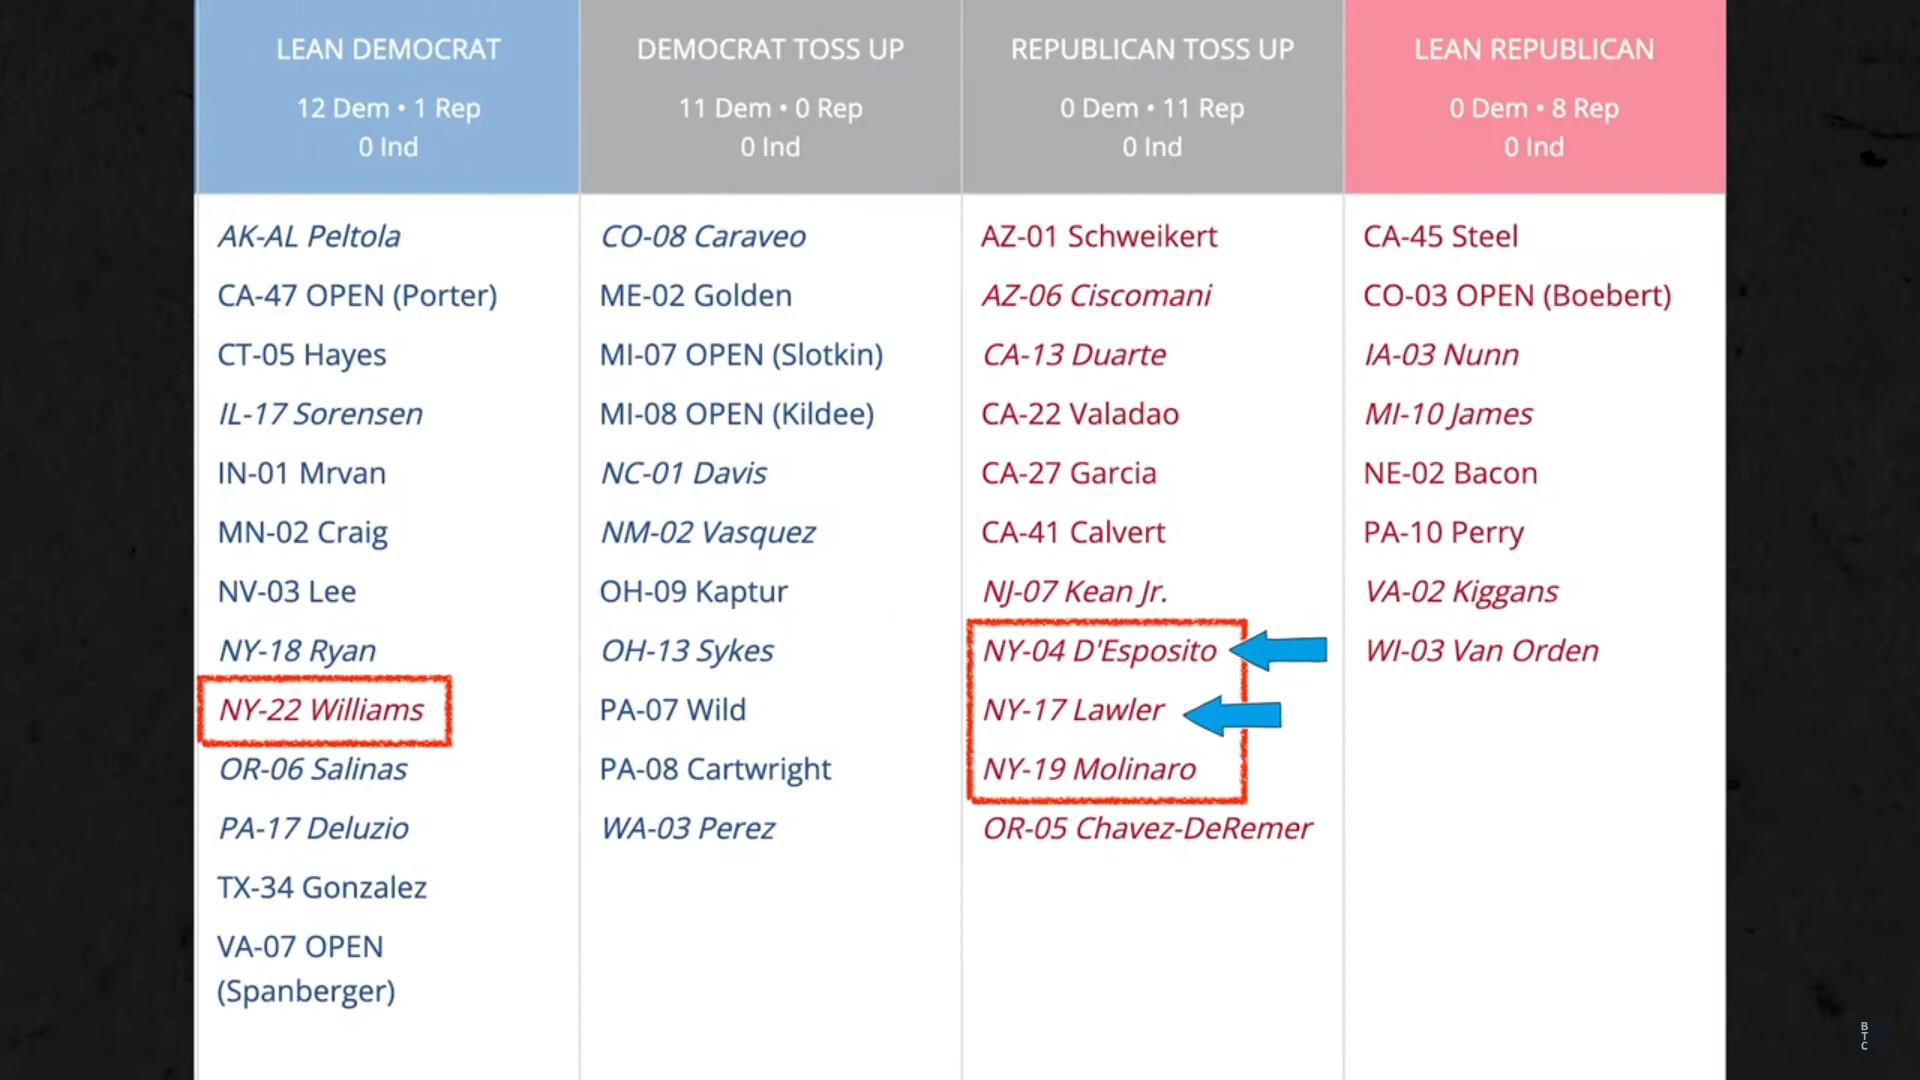 LEAN DEMOCRAT
12 Dem • 1 Rep
0 Ind
AK-AL Peltola
CA-47 OPEN (Porter)
CT-05 Hayes
IL-17 Sorensen
IN-01 Mrvan
MN-02 Craig
NV-03 Lee
NY-18 Ryan
NY-22 Williams
OR-06 Salinas
PA-17 Deluzio
TX-34 Gonzalez
VA-07 OPEN
(Spanberger)
DEMOCRAT TOSS UP
11 Dem • 0 Rep
0 Ind
CO-08 Caraveo
ME-02 Golden
MI-07 OPEN (Slotkin)
MI-08 OPEN (Kildee)
NC-01 Davis
NM-02 Vasquez
OH-09 Kaptur
OH-13 Sykes
PA-07 Wild
PA-08 Cartwright
WA-03 Perez
REPUBLICAN TOSS UP
0 Dem • 11 Rep
0 Ind
AZ-01 Schweikert
AZ-06 Ciscomani
CA-13 Duarte
CA-22 Valadao
CA-27 Garcia
CA-41 Calvert
NJ-07 Kean Jr.
NY-04 D'Esposito
NY-17 Lawler
NY-19 Molinaro
OR-05 Chavez-DeRemer
LEAN REPUBLICAN
0 Dem • 8 Rep
0 Ind
CA-45 Steel
CO-03 OPEN (Boebert)
IA-03 Nunn
MI-10 James
NE-02 Bacon
PA-10 Perry
VA-02 Kiggans
WI-03 Van Orden
B
T
C